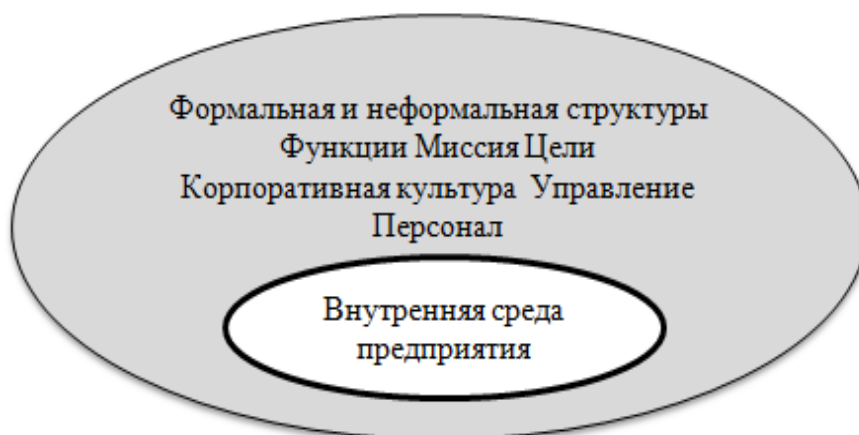 Формальная и неформальная структуры
Функции Миссия Цели
Корпоративная культура Управление
Персонал
Внутренняя среда
предприятия